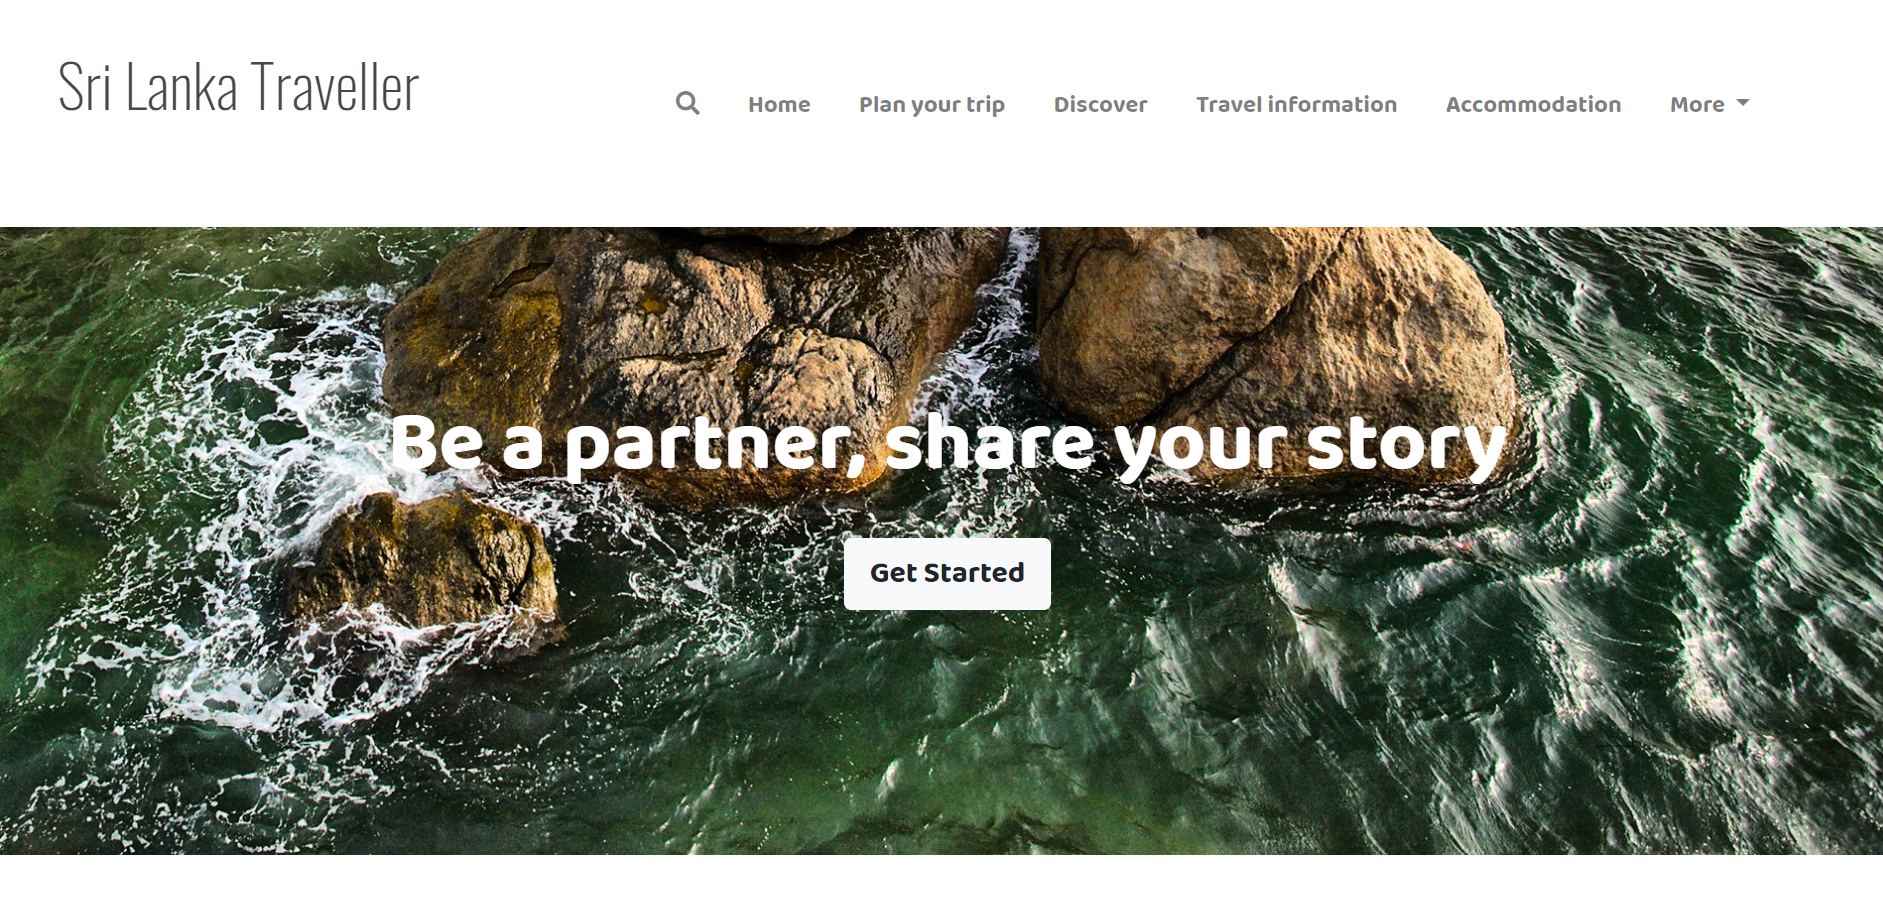 Sri Lanka Traveller
Home Plan your trip Discover Travel information Accommodation More
Be a partner, share your story
Get Started